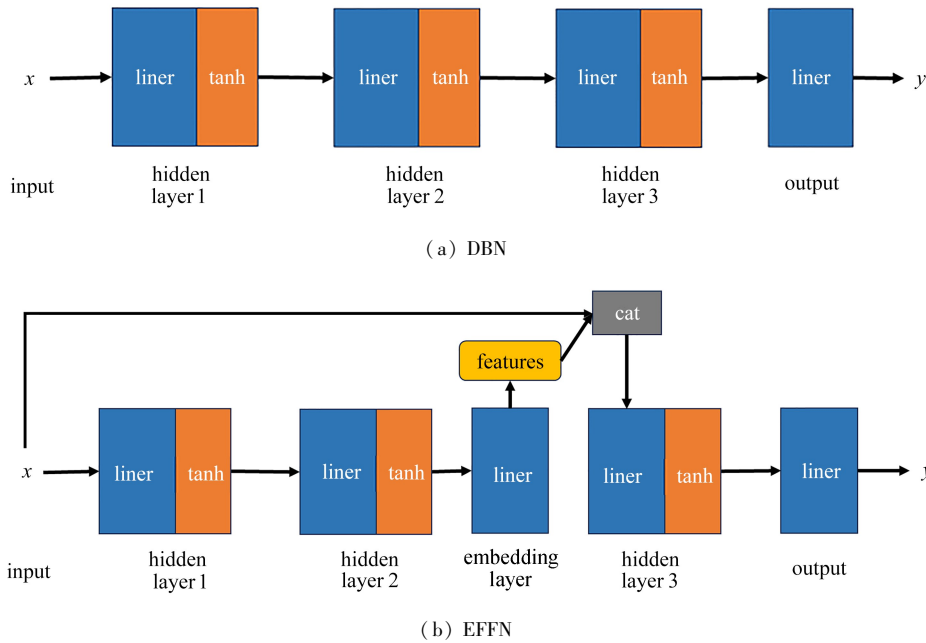 x liner tanh liner tanh liner tanh liner y
input hidden layer 1 hidden layer 2 hidden layer 3 output
(a) DBN
cat
features
x liner tanh liner tanh liner liner tanh liner y
input hidden layer 1 hidden layer 2 embedding layer hidden layer 3 output
(b) EFFN